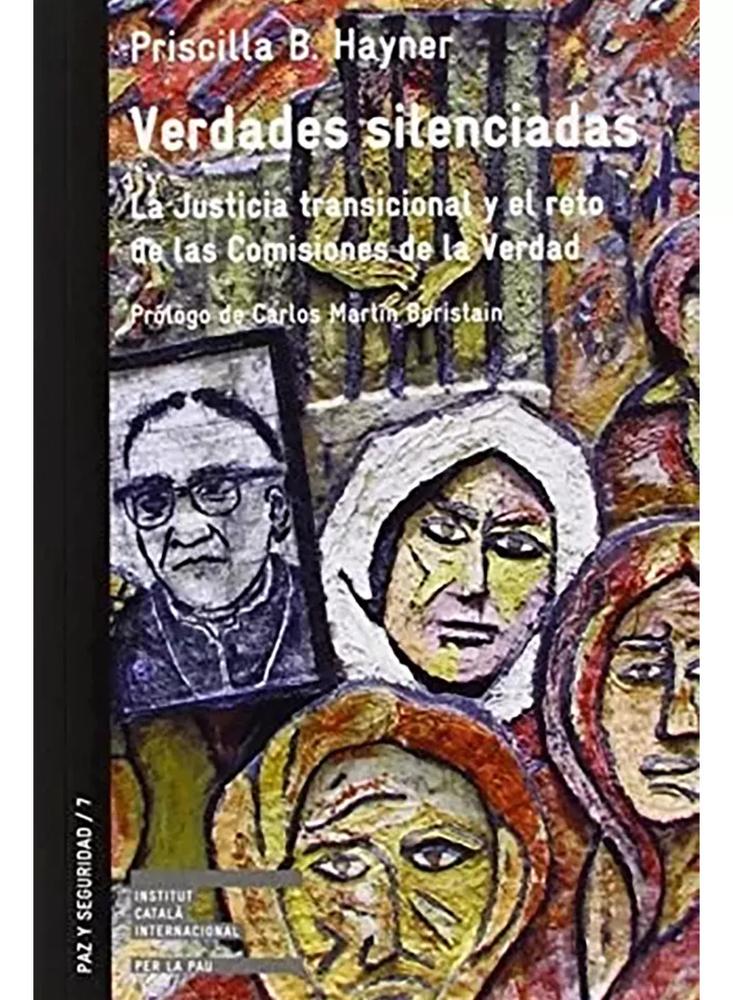 Priscilla B. Hayner
Verdades silenciadas
La Justicia transicional y el reto
de las Comisiones de la Verdad
Prólogo de Carlos Martín Beristain
PAZ Y SEGURIDAD / 7
INSTITUT
CATALÀ
INTERNACIONAL
PER LA PAU